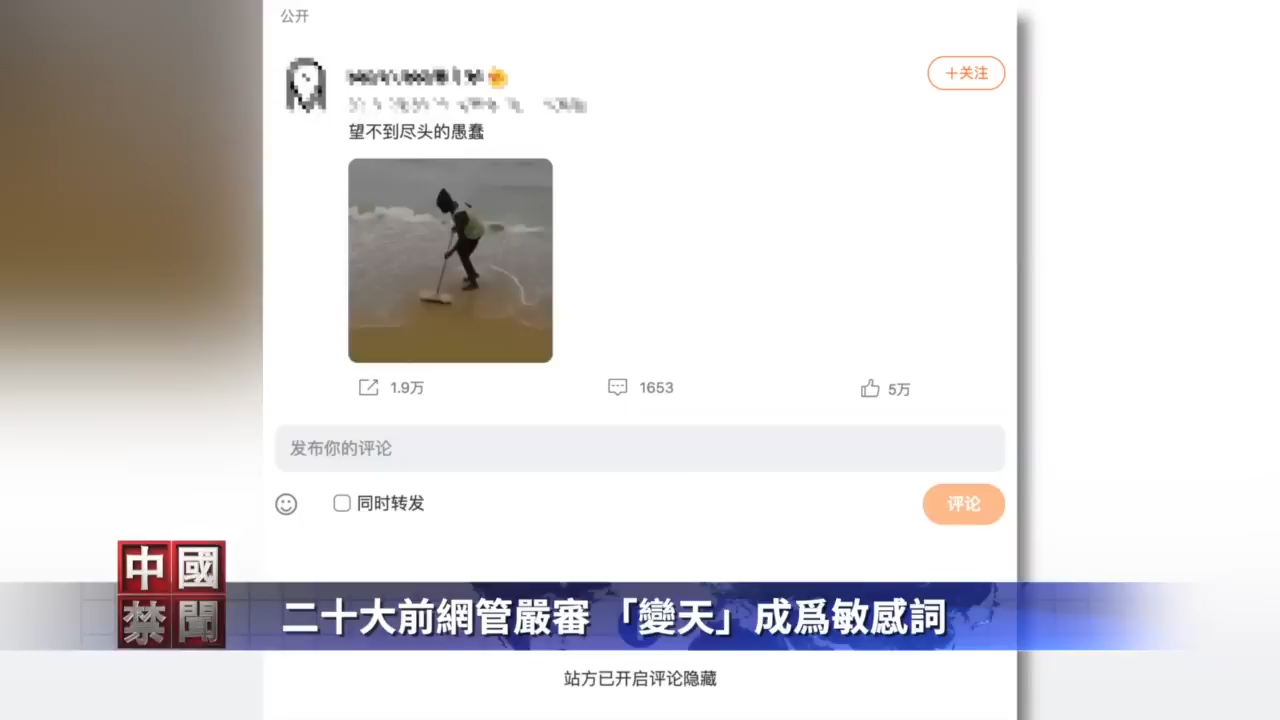 公开
+关注
望不到尽头的愚蠢
1.9万
1653
5万
发布你的评论
同时转发
评论
中國
禁聞
二十大前網管嚴審 「變天」成爲敏感詞
站方已开启评论隐藏